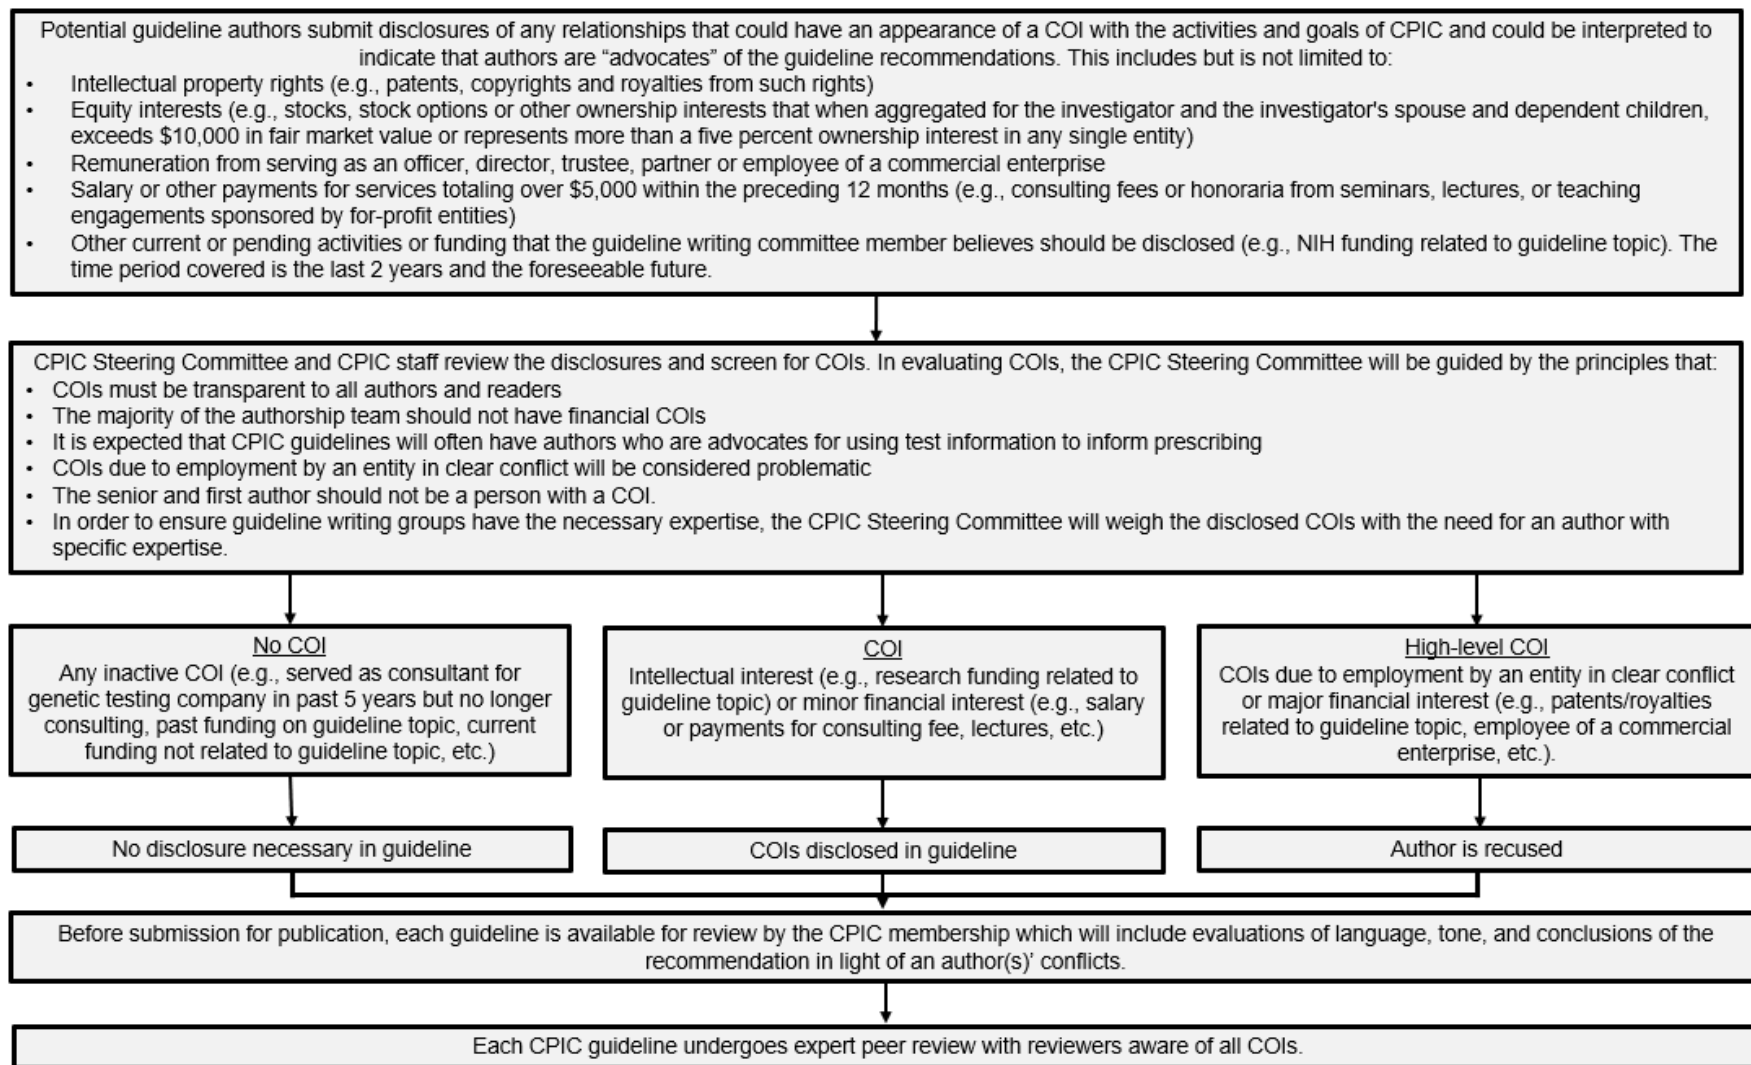 Potential guideline authors submit disclosures of any relationships that could have an appearance of a COI with the activities and goals of CPIC and could be interpreted to
indicate that authors are “advocates” of the guideline recommendations. This includes but is not limited to:
• Intellectual property rights (e.g., patents, copyrights and royalties from such rights)
• Equity interests (e.g., stocks, stock options or other ownership interests that when aggregated for the investigator and the investigator's spouse and dependent children,
exceeds $10,000 in fair market value or represents more than a five percent ownership interest in any single entity)
• Remuneration from serving as an officer, director, trustee, partner or employee of a commercial enterprise
• Salary or other payments for services totaling over $5,000 within the preceding 12 months (e.g., consulting fees or honoraria from seminars, lectures, or teaching
engagements sponsored by for-profit entities)
• Other current or pending activities or funding that the guideline writing committee member believes should be disclosed (e.g., NIH funding related to guideline topic). The
time period covered is the last 2 years and the foreseeable future.
CPIC Steering Committee and CPIC staff review the disclosures and screen for COIs. In evaluating COIs, the CPIC Steering Committee will be guided by the principles that:
• COIs must be transparent to all authors and readers
• The majority of the authorship team should not have financial COIs
• It is expected that CPIC guidelines will often have authors who are advocates for using test information to inform prescribing
• COIs due to employment by an entity in clear conflict will be considered problematic
• The senior and first author should not be a person with a COI.
• In order to ensure guideline writing groups have the necessary expertise, the CPIC Steering Committee will weigh the disclosed COIs with the need for an author with
specific expertise.
No COI
Any inactive COI (e.g., served as consultant for
genetic testing company in past 5 years but no longer
consulting, past funding on guideline topic, current
funding not related to guideline topic, etc.)
COI
Intellectual interest (e.g., research funding related to
guideline topic) or minor financial interest (e.g., salary
or payments for consulting fee, lectures, etc.)
High-level COI
COIs due to employment by an entity in clear conflict
or major financial interest (e.g., patents/royalties
related to guideline topic, employee of a commercial
enterprise, etc.).
No disclosure necessary in guideline
COIs disclosed in guideline
Author is recused
Before submission for publication, each guideline is available for review by the CPIC membership which will include evaluations of language, tone, and conclusions of the
recommendation in light of an author(s)’ conflicts.
Each CPIC guideline undergoes expert peer review with reviewers aware of all COIs.